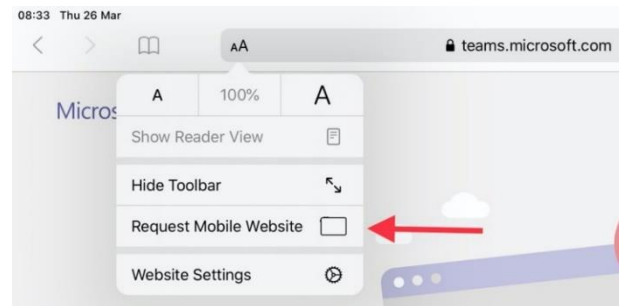 08:33 Thu 26 Mar
AA
teams.microsoft.com
A 100% A
Show Reader View
Hide Toolbar
Request Mobile Website
Website Settings